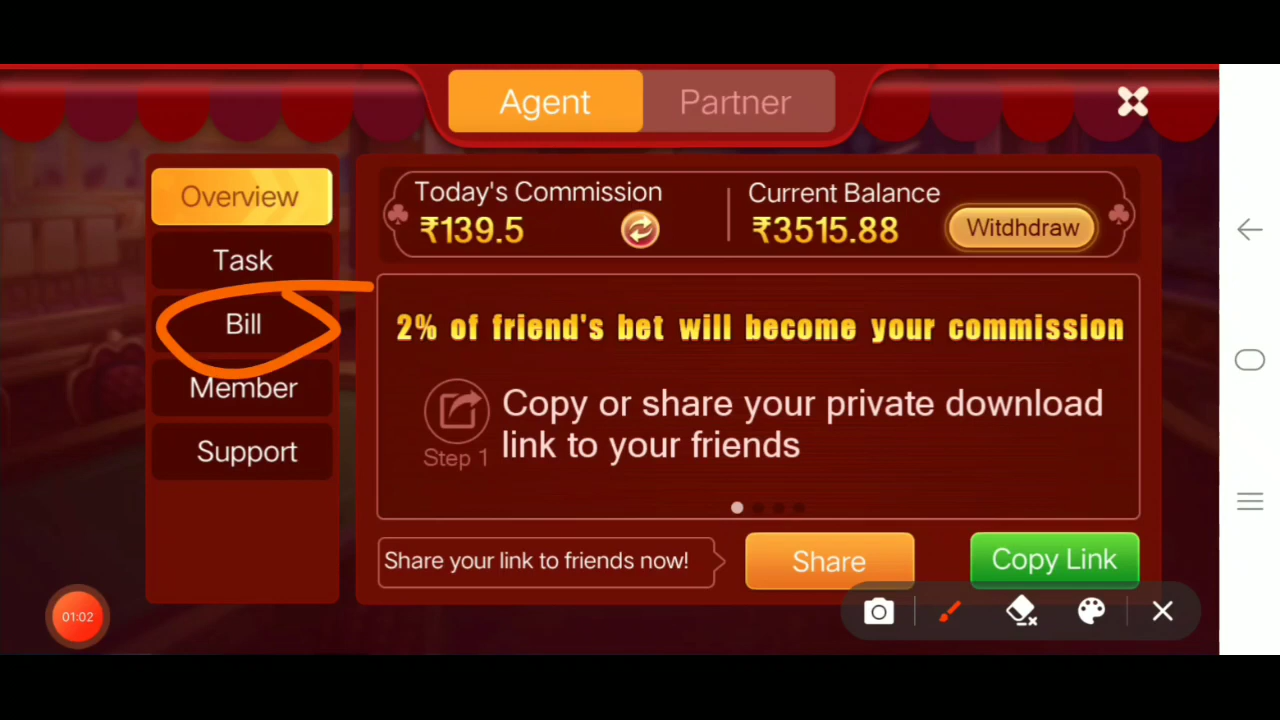 Agent
Partner
Overview
Task
Bill
Member
Support
Today's Commission
₹139.5
Current Balance
₹3515.88
Witdhdraw
2% of friend's bet will become your commission
Step 1
Copy or share your private download
link to your friends
Share your link to friends now!
Share
Copy Link
01:02